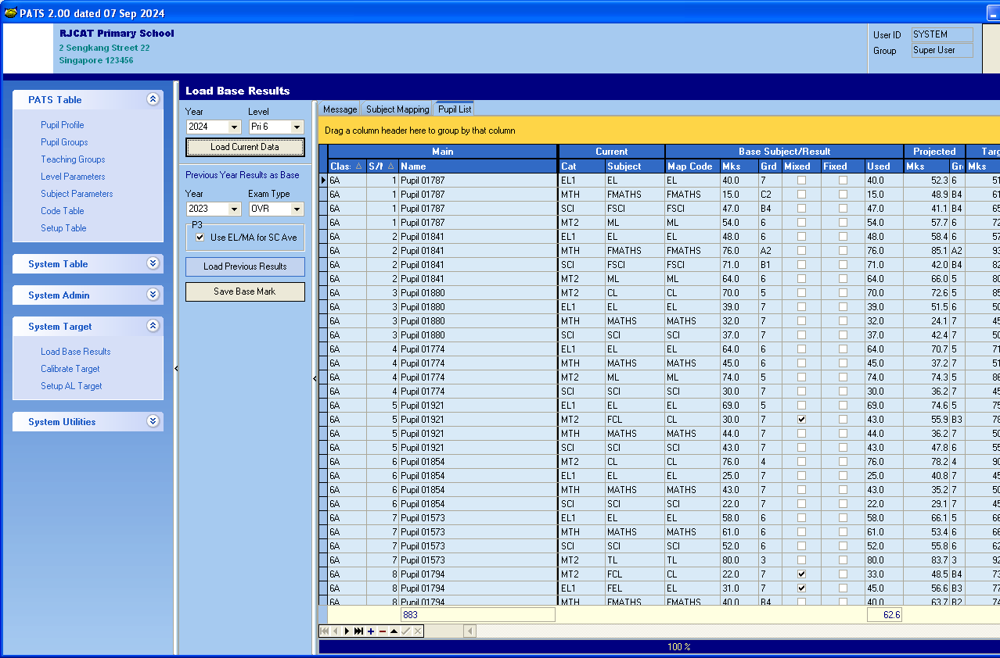 PATS 2.00 dated 07 Sep 2024
RJCAT Primary School
2 Sengkang Street 22
Singapore 123456
User ID SYSTEM
Group Super User
PATS Table
Pupil Profile
Pupil Groups
Teaching Groups
Level Parameters
Subject Parameters
Code Table
Setup Table
System Table
System Admin
System Target
Load Base Results
Calibrate Target
Setup AL Target
System Utilities
Load Base Results
Year Level
2024 Pri 6
Load Current Data
Previous Year Results as Base
Year Exam Type
2023 OVR
P3
Use EL/MA for SC Ave
Load Previous Results
Save Base Mark
Message Subject Mapping Pupil List
Drag a column header here to group by that column
Main Current Base Subject/Result Projected Targ
Clas S/N Name Cat Subject Map Code Mks Grd Mixed Fixed Used Mks Grd Mks
6A 1 Pupil 01787 EL1 EL EL 40.0 7 40.0 52.3 6 51
6A 1 Pupil 01787 MTH FMATHS FMATHS 15.0 C2 15.0 48.9 B4 61
6A 1 Pupil 01787 SCI FSCI FSCI 47.0 B4 47.0 41.1 B4 65
6A 1 Pupil 01787 MT2 ML ML 54.0 6 54.0 57.7 6 72
6A 2 Pupil 01841 EL1 EL EL 48.0 6 48.0 58.4 6 57
6A 2 Pupil 01841 MTH FMATHS FMATHS 76.0 A2 76.0 85.1 A2 93
6A 2 Pupil 01841 SCI FSCI FSCI 71.0 B1 71.0 42.0 B4 82
6A 2 Pupil 01841 MT2 ML ML 64.0 6 64.0 66.0 5 80
6A 3 Pupil 01880 MT2 CL CL 70.0 5 70.0 72.6 5 85
6A 3 Pupil 01880 EL1 EL EL 39.0 7 39.0 51.5 6 50
6A 3 Pupil 01880 MTH MATHS MATHS 32.0 7 32.0 24.1 7 45
6A 3 Pupil 01880 SCI SCI SCI 37.0 7 37.0 42.4 7 50
6A 4 Pupil 01774 EL1 EL EL 64.0 6 64.0 70.7 5 71
6A 4 Pupil 01774 MTH MATHS MATHS 45.0 6 45.0 37.2 7 51
6A 4 Pupil 01774 MT2 ML ML 74.0 5 74.0 74.3 5 86
6A 4 Pupil 01774 SCI SCI SCI 30.0 7 30.0 36.2 7 45
6A 5 Pupil 01921 EL1 EL EL 69.0 5 69.0 74.6 5 75
6A 5 Pupil 01921 MT2 FCL CL 30.0 7 43.0 55.9 B3 78
6A 5 Pupil 01921 MTH MATHS MATHS 44.0 7 44.0 36.2 7 50
6A 5 Pupil 01921 SCI SCI SCI 43.0 7 43.0 47.8 6 55
6A 6 Pupil 01854 MT2 CL CL 76.0 4 76.0 78.2 4 90
6A 6 Pupil 01854 EL1 EL EL 25.0 7 25.0 40.8 7 45
6A 6 Pupil 01854 MTH MATHS MATHS 43.0 7 43.0 35.2 7 50
6A 6 Pupil 01854 SCI SCI SCI 22.0 7 22.0 29.1 7 45
6A 7 Pupil 01573 EL1 EL EL 58.0 6 58.0 66.1 5 66
6A 7 Pupil 01573 MTH MATHS MATHS 61.0 6 61.0 53.4 6 66
6A 7 Pupil 01573 SCI SCI SCI 52.0 6 52.0 55.8 6 62
6A 7 Pupil 01573 MT2 TL TL 80.0 3 80.0 83.7 3 92
6A 8 Pupil 01794 MT2 FCL CL 22.0 7 33.0 48.5 B4 73
6A 8 Pupil 01794 EL1 FEL EL 31.0 7 45.0 56.6 B3 77
6A 8 Pupil 01794 MTH FMATHS FMATHS 40.0 B4 40.0 63.7 B2 74
883 62.6
100 %